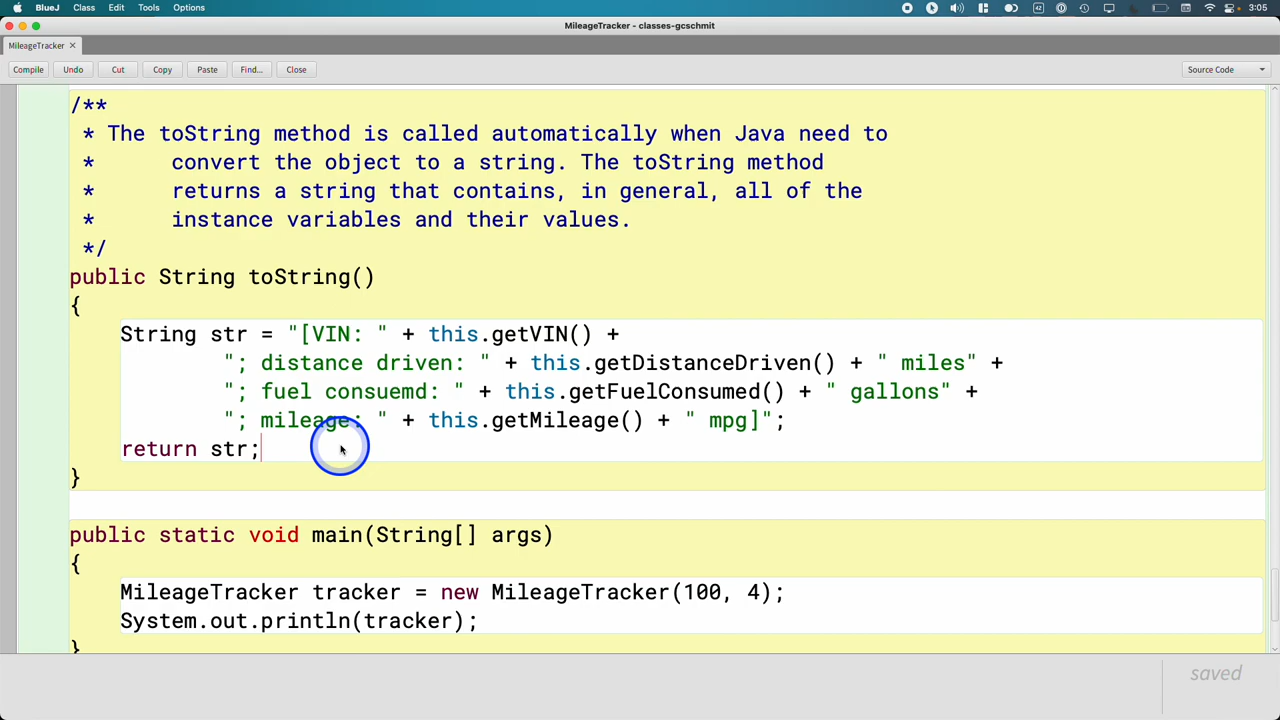 BlueJ Class Edit Tools Options 3:05
MileageTracker - classes-gcschmit
MileageTracker
Compile Undo Cut Copy Paste Find... Close Source Code
/**
* The toString method is called automatically when Java need to
* convert the object to a string. The toString method
* returns a string that contains, in general, all of the
* instance variables and their values.
*/
public String toString()
{
String str = "[VIN: " + this.getVIN() +
"; distance driven: " + this.getDistanceDriven() + " miles" +
"; fuel consuemd: " + this.getFuelConsumed() + " gallons" +
"; mileage: " + this.getMileage() + " mpg]";
return str;
}
public static void main(String[] args)
{
MileageTracker tracker = new MileageTracker(100, 4);
System.out.println(tracker);
}
saved